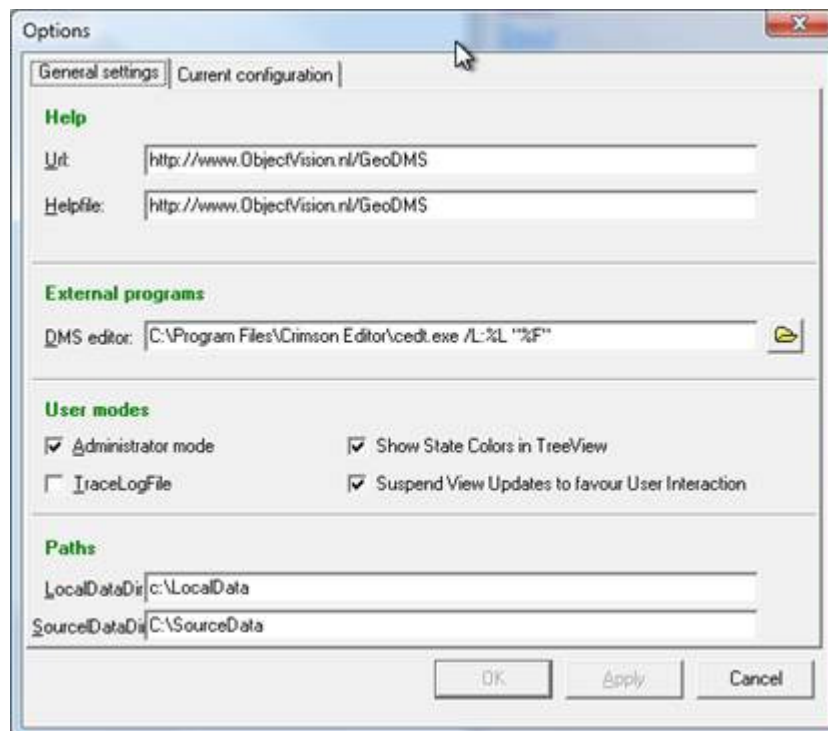 Options
General settings Current configuration
Help
Url: http://www.ObjectVision.nl/GeoDMS
Helpfile: http://www.ObjectVision.nl/GeoDMS
External programs
DMS editor: C:\Program Files\Crimson Editor\cedt.exe /L:%L "%F"
User modes
Administrator mode Show State Colors in TreeView
TraceLogFile Suspend View Updates to favour User Interaction
Paths
LocalDataDir c:\LocalData
SourceDataDi C:\SourceData
OK Apply Cancel